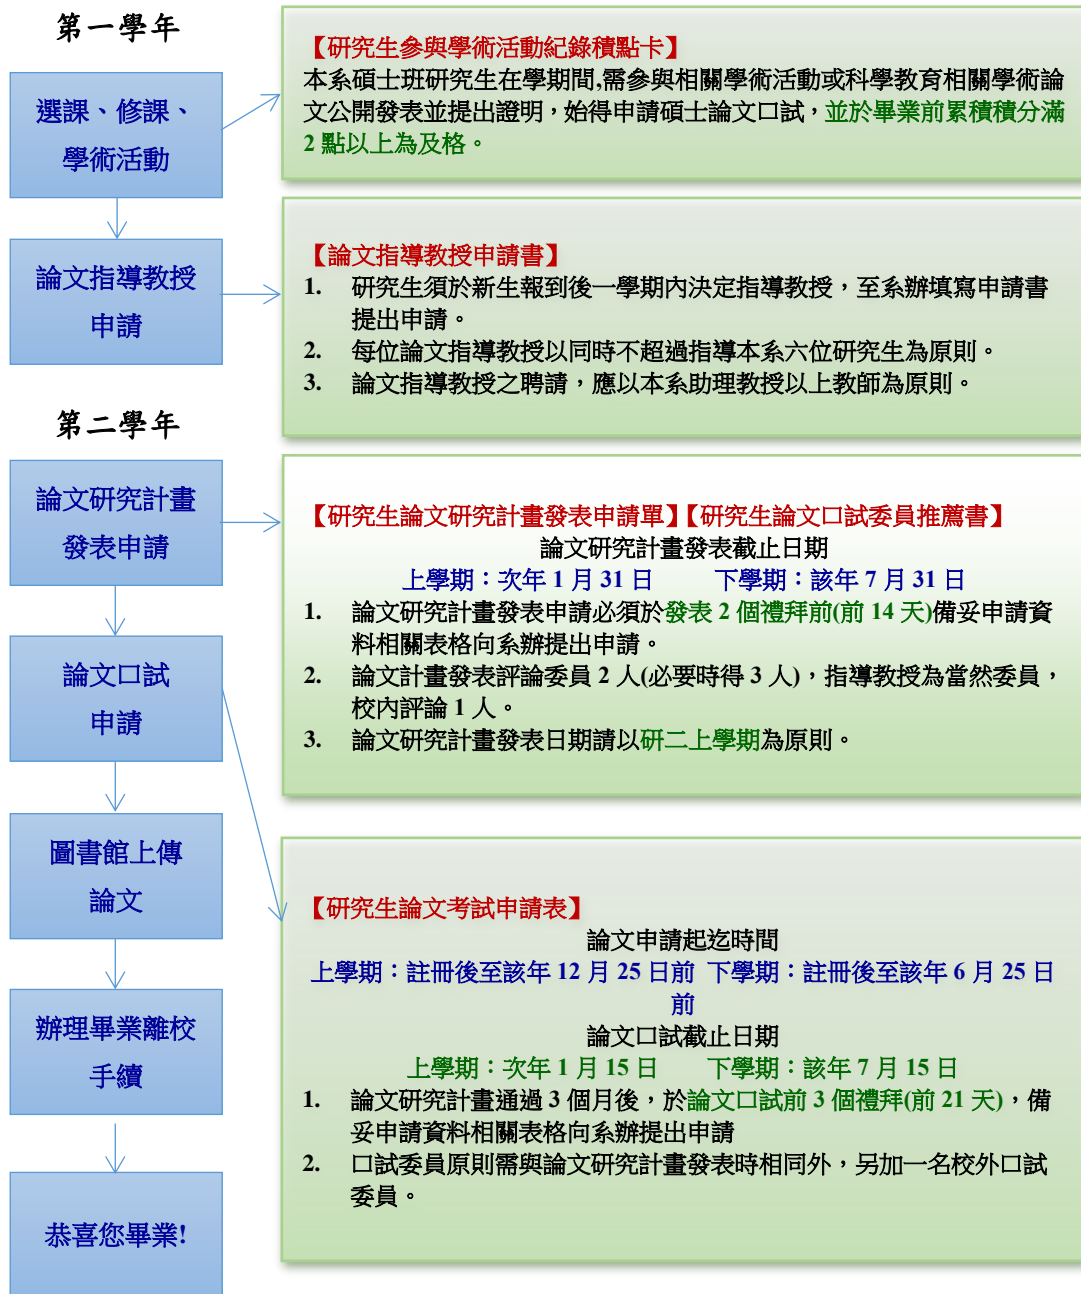 第一學年
選課、修課、
學術活動
【研究生參與學術活動紀錄積點卡】
本系碩士班研究生在學期間,需參與相關學術活動或科學教育相關學術論
文公開發表並提出證明，始得申請碩士論文口試，並於畢業前累積積分滿
2 點以上為及格。
論文指導教授
申請
【論文指導教授申請書】
1. 研究生須於新生報到後一學期內決定指導教授，至系辦填寫申請書
提出申請。
2. 每位論文指導教授以同時不超過指導本系六位研究生為原則。
3. 論文指導教授之聘請，應以本系助理教授以上教師為原則。
第二學年
論文研究計畫
發表申請
【研究生論文研究計畫發表申請單】【研究生論文口試委員推薦書】
論文研究計畫發表截止日期
上學期：次年 1 月 31 日 下學期：該年 7 月 31 日
1. 論文研究計畫發表申請必須於發表 2 個禮拜前(前 14 天)備妥申請資
料相關表格向系辦提出申請。
2. 論文計畫發表評論委員 2 人(必要時得 3 人)，指導教授為當然委員，
校內評論 1 人。
3. 論文研究計畫發表日期請以研二上學期為原則。
論文口試
申請
【研究生論文考試申請表】
論文申請起迄時間
上學期：註冊後至該年 12 月 25 日前 下學期：註冊後至該年 6 月 25 日
前
論文口試截止日期
上學期：次年 1 月 15 日 下學期：該年 7 月 15 日
1. 論文研究計畫通過 3 個月後，於論文口試前 3 個禮拜(前 21 天)，備
妥申請資料相關表格向系辦提出申請
2. 口試委員原則需與論文研究計畫發表時相同外，另加一名校外口試
委員。
圖書館上傳
論文
辦理畢業離校
手續
恭喜您畢業!